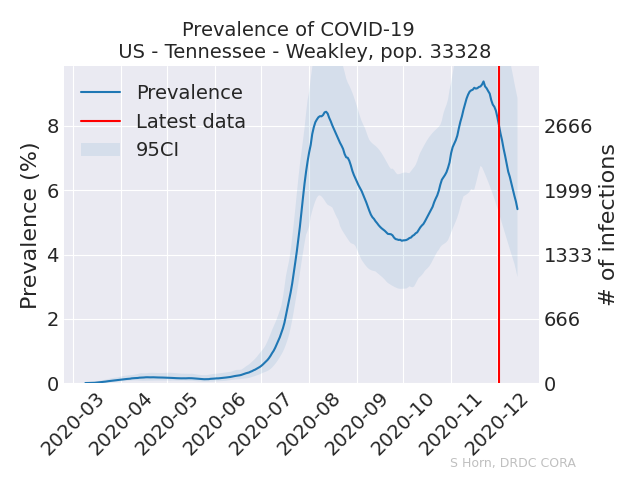 Prevalence of COVID-19
US - Tennessee - Weakley, pop. 33328
Prevalence
Latest data
95CI
Prevalence (%)
8
6
4
2
0
2666
1999
1333
666
0
# of infections
2020-03
2020-04
2020-05
2020-06
2020-07
2020-08
2020-09
2020-10
2020-11
2020-12
S Horn, DRDC CORA